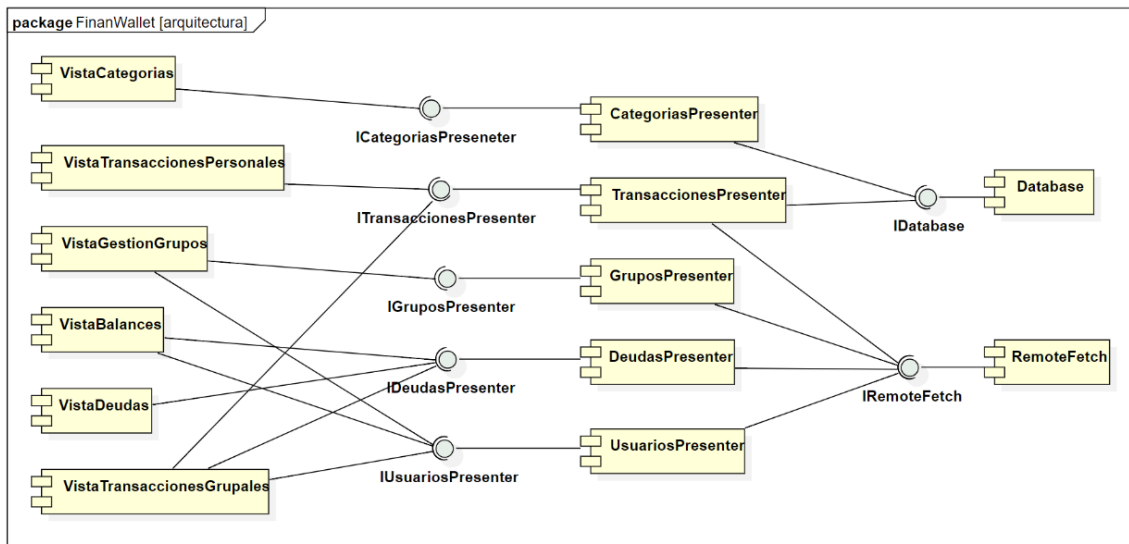 package FinanWallet [arquitectura]
VistaCategorias
ICategoriasPreseneter
CategoriasPresenter
VistaTransaccionesPersonales
ITransaccionesPresenter
TransaccionesPresenter
IDatabase
Database
VistaGestionGrupos
IGruposPresenter
GruposPresenter
VistaBalances
IDeudasPresenter
DeudasPresenter
IRemoteFetch
RemoteFetch
VistaDeudas
VistaTransaccionesGrupales
IUsuariosPresenter
UsuariosPresenter